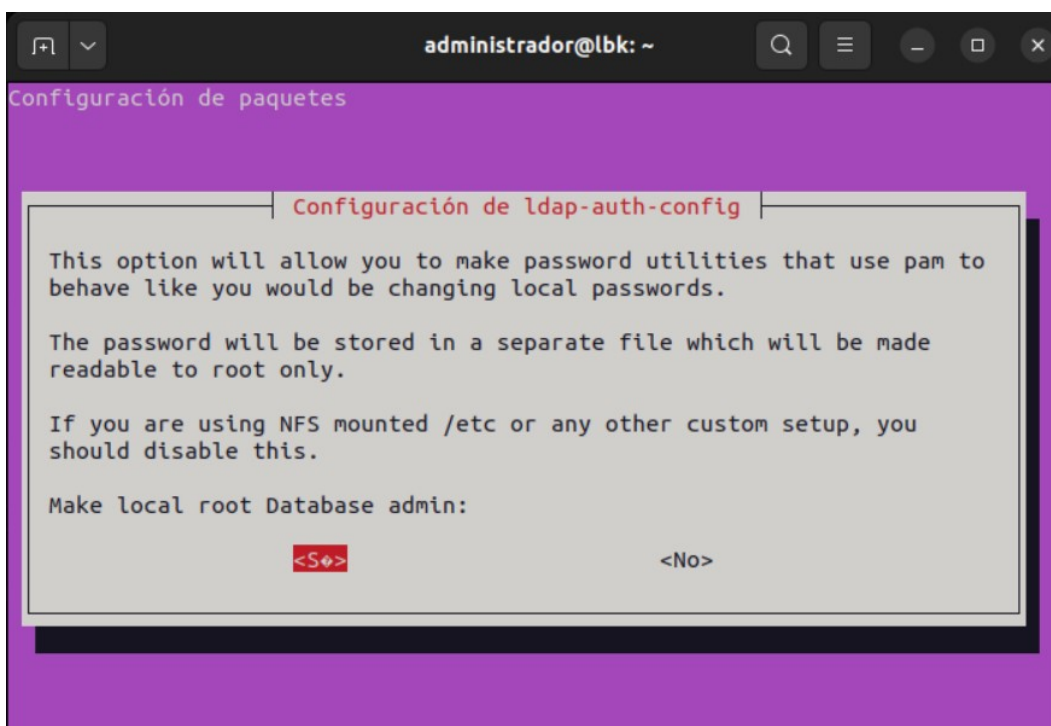 administrador@lbk: ~
Configuración de paquetes
Configuración de ldap-auth-config
This option will allow you to make password utilities that use pam to
behave like you would be changing local passwords.
The password will be stored in a separate file which will be made
readable to root only.
If you are using NFS mounted /etc or any other custom setup, you
should disable this.
Make local root Database admin:
<S�> <No>